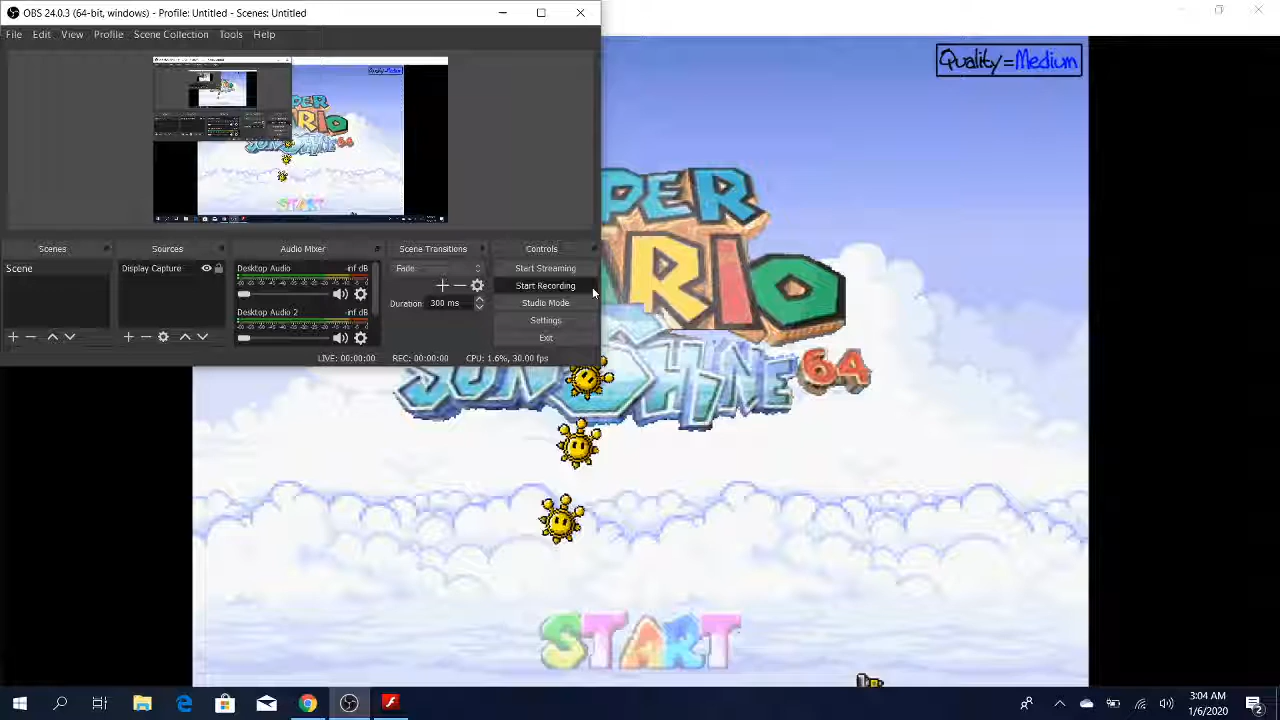 OBS 24.0.3 (64-bit, windows) - Profile: Untitled - Scenes: Untitled
File Edit View Profile Scene Collection Tools Help
Quality=Medium
Scenes Sources Audio Mixer Scene Transitions Controls
Scene Display Capture Desktop Audio -inf dB Fade Start Streaming
Start Recording
Duration: 300 ms Studio Mode
Desktop Audio 2 -inf dB Settings
Exit
LIVE: 00:00:00 REC: 00:00:00 CPU: 1.6%, 30.00 fps
PER
RIO
SUNSHINE 64
START
3:04 AM
1/6/2020
2